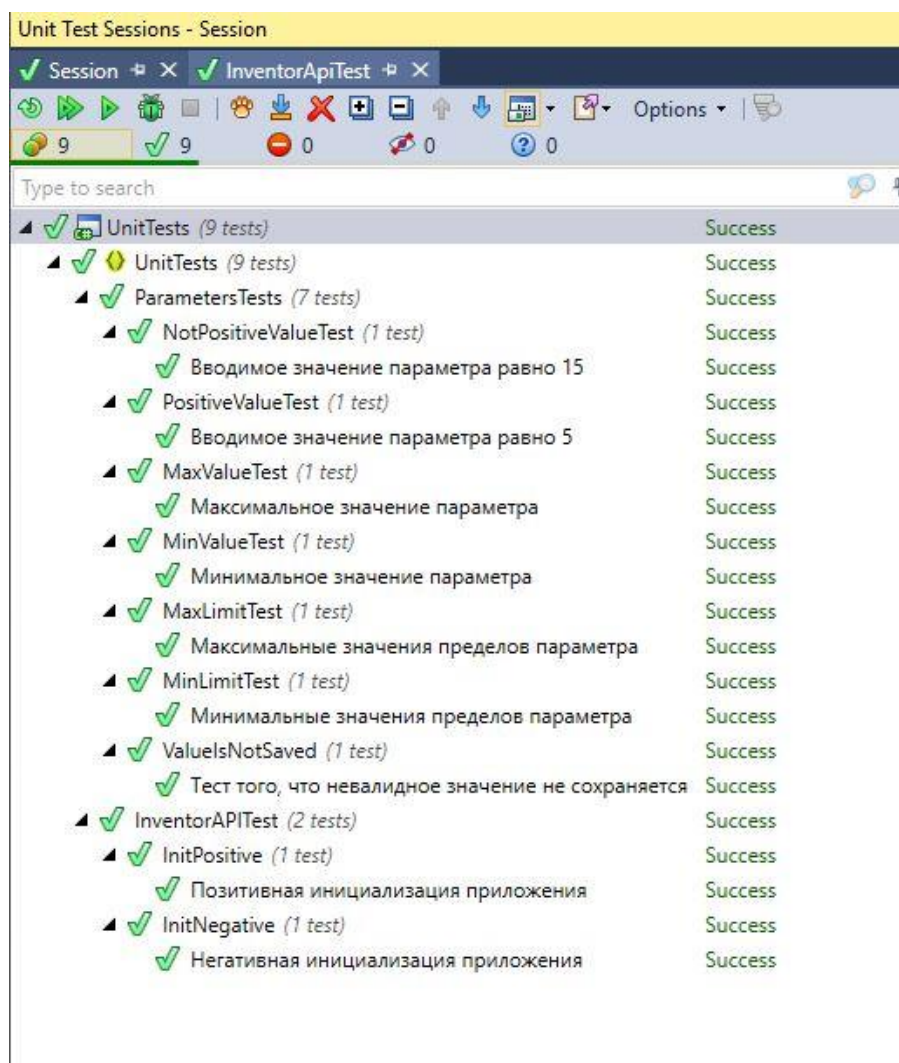 Unit Test Sessions - Session
Session InventorApiTest
Options
9 9 0 0 0
Type to search
UnitTests (9 tests) Success
UnitTests (9 tests) Success
ParametersTests (7 tests) Success
NotPositiveValueTest (1 test) Success
Вводимое значение параметра равно 15 Success
PositiveValueTest (1 test) Success
Вводимое значение параметра равно 5 Success
MaxValueTest (1 test) Success
Максимальное значение параметра Success
MinValueTest (1 test) Success
Минимальное значение параметра Success
MaxLimitTest (1 test) Success
Максимальные значения пределов параметра Success
MinLimitTest (1 test) Success
Минимальные значения пределов параметра Success
ValueIsNotSaved (1 test) Success
Тест того, что невалидное значение не сохраняется Success
InventorAPITest (2 tests) Success
InitPositive (1 test) Success
Позитивная инициализация приложения Success
InitNegative (1 test) Success
Негативная инициализация приложения Success